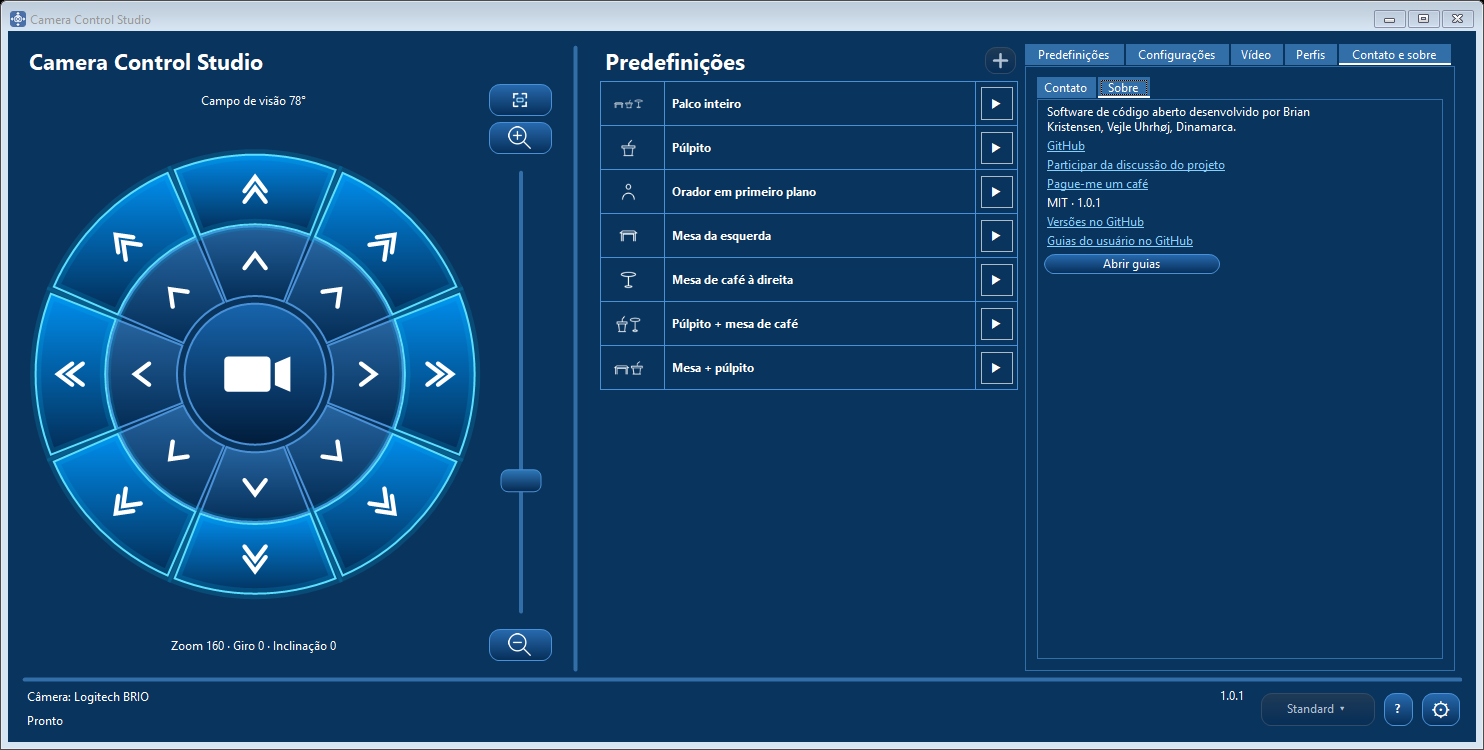 Camera Control Studio
Camera Control Studio
Campo de visão 78°
Zoom 160 · Giro 0 · Inclinação 0
Predefinições
Palco inteiro
Púlpito
Orador em primeiro plano
Mesa da esquerda
Mesa de café à direita
Púlpito + mesa de café
Mesa + púlpito
Predefinições
Configurações
Vídeo
Perfis
Contato e sobre
Contato
Sobre
Software de código aberto desenvolvido por Brian
Kristensen, Vejle Uhrhøj, Dinamarca.
GitHub
Participar da discussão do projeto
Pague-me um café
MIT · 1.0.1
Versões no GitHub
Guias do usuário no GitHub
Abrir guias
Câmera: Logitech BRIO
Pronto
1.0.1
Standard
?